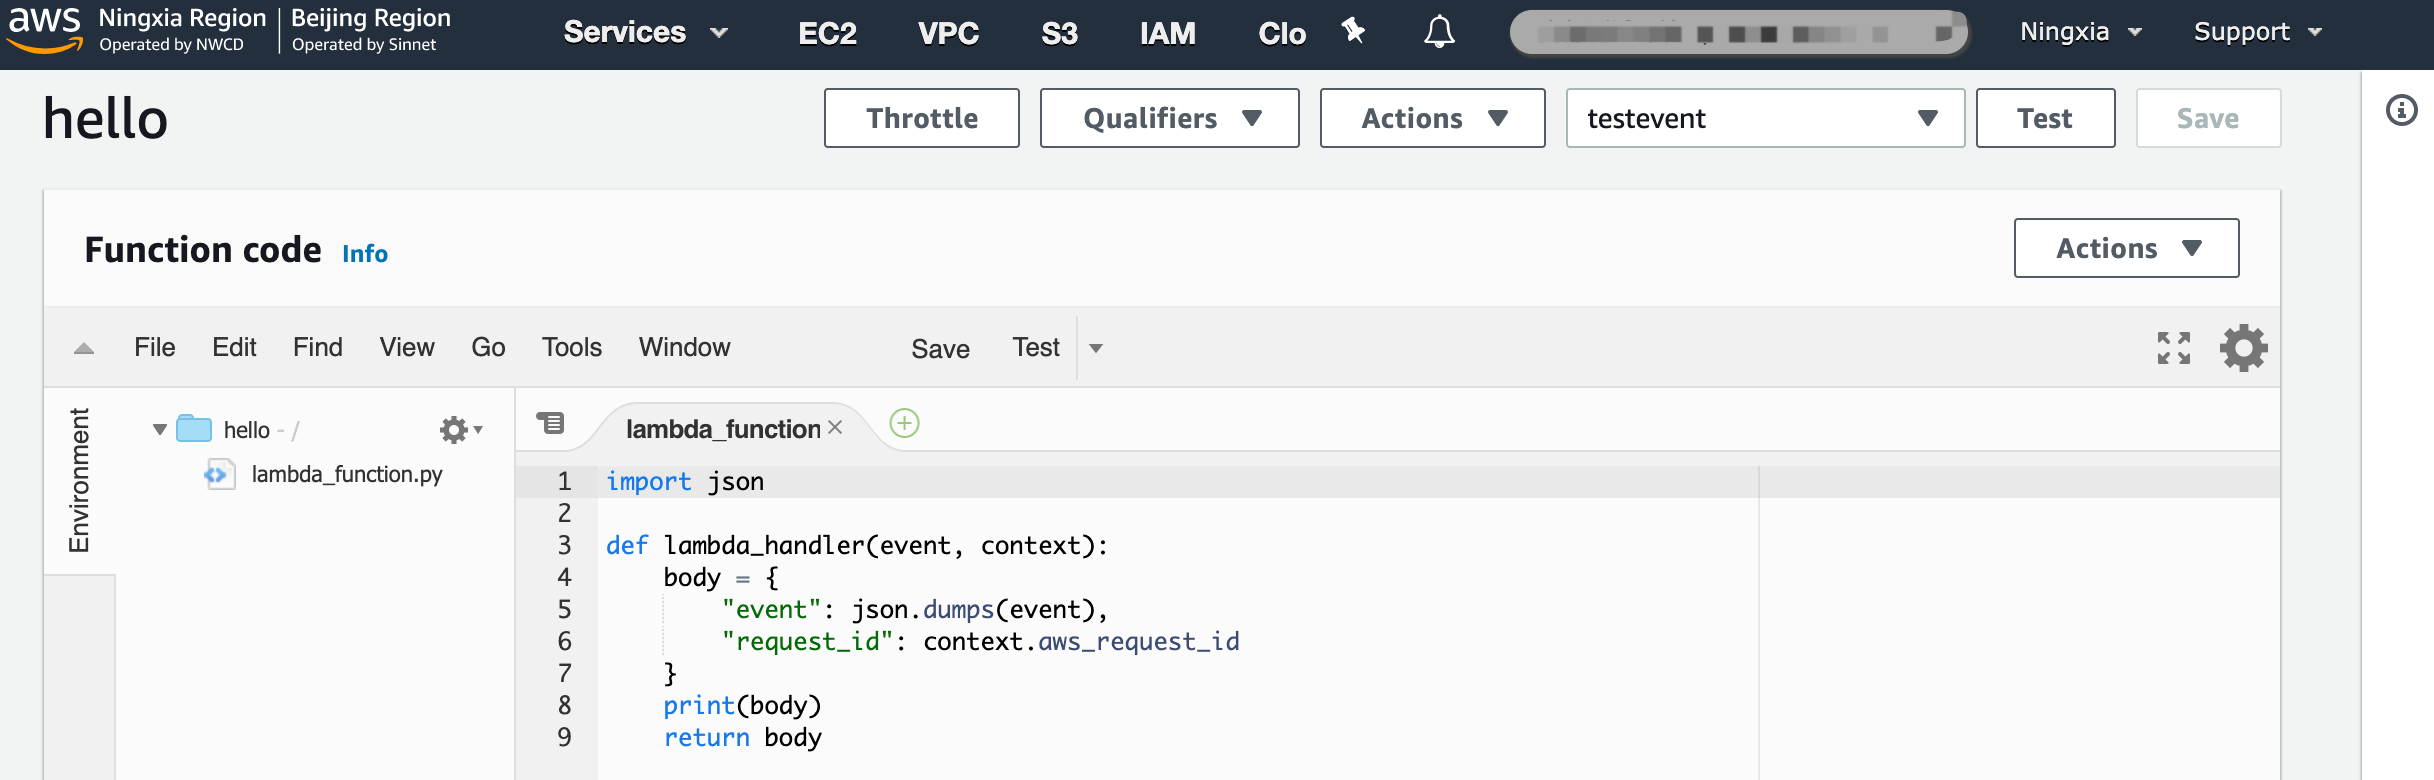 aws Ningxia Region Beijing Region Services EC2 VPC S3 IAM Clo Ningxia Support
Operated by NWCD Operated by Sinnet
hello Throttle Qualifiers Actions testevent Test Save
Function code Info Actions
File Edit Find View Go Tools Window Save Test
Environment
hello - /
lambda_function.py
lambda_function
1 import json
2
3 def lambda_handler(event, context):
4     body = {
5         "event": json.dumps(event),
6         "request_id": context.aws_request_id
7     }
8     print(body)
9     return body